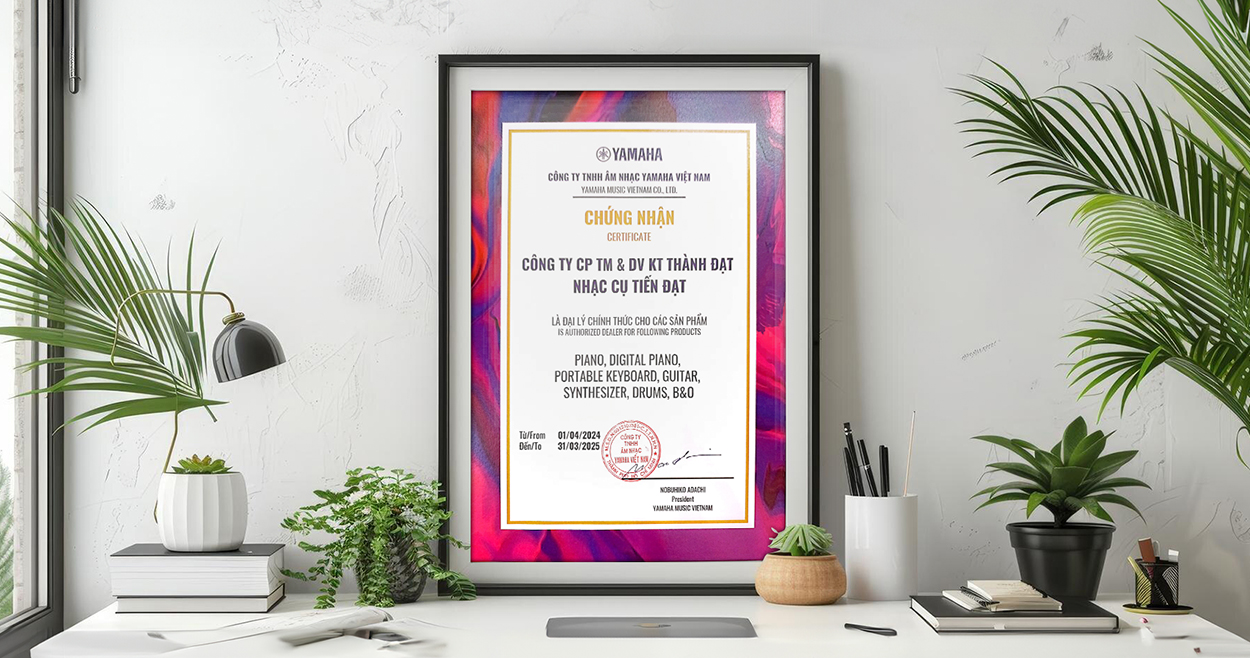 YAMAHA
CÔNG TY TNHH ÂM NHẠC YAMAHA VIỆT NAM
YAMAHA MUSIC VIETNAM CO., LTD.
CHỨNG NHẬN
CERTIFICATE
CÔNG TY CP TM & DV KT THÀNH ĐẠT
NHẠC CỤ TIẾN ĐẠT
LÀ ĐẠI LÝ CHÍNH THỨC CHO CÁC SẢN PHẨM
IS AUTHORIZED DEALER FOR FOLLOWING PRODUCTS
PIANO, DIGITAL PIANO,
PORTABLE KEYBOARD, GUITAR,
SYNTHESIZER, DRUMS, B&O
Từ/From 01/04/2024
Đến/To 31/03/2025
CÔNG TY
TNHH
ÂM NHẠC
YAMAHA VIỆT NAM
NOBUHIKO ADACHI
President
YAMAHA MUSIC VIETNAM